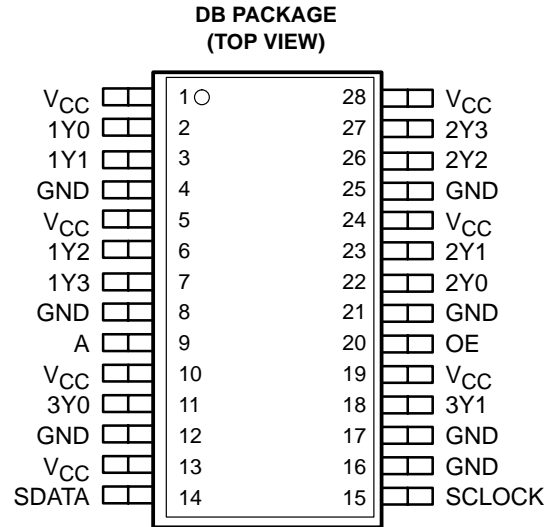 DB PACKAGE
(TOP VIEW)
VCC 1 28 VCC
1Y0 2 27 2Y3
1Y1 3 26 2Y2
GND 4 25 GND
VCC 5 24 VCC
1Y2 6 23 2Y1
1Y3 7 22 2Y0
GND 8 21 GND
A 9 20 OE
VCC 10 19 VCC
3Y0 11 18 3Y1
GND 12 17 GND
VCC 13 16 GND
SDATA 14 15 SCLOCK